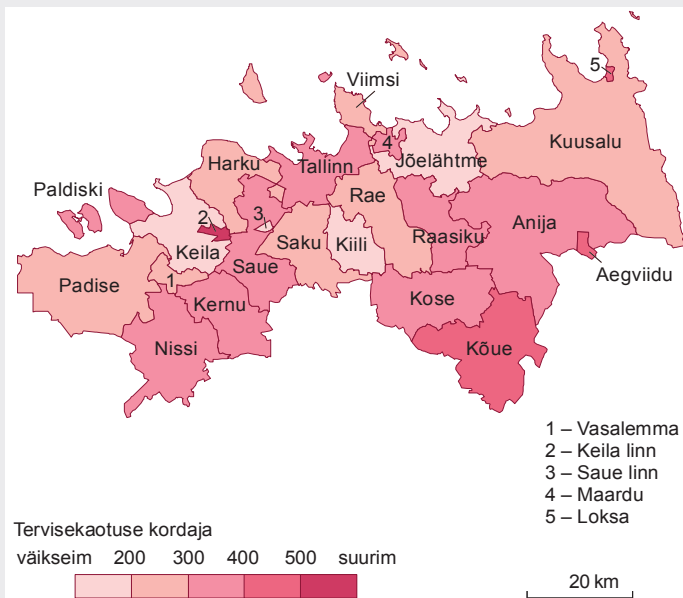 5
Viimsi
Kuusalu
4
Harku
Tallinn
Jõelähtme
Paldiski
Rae
2
3
Anija
Keila
Saku
Kiili
Raasiku
Saue
Aegviidu
1
Padise
Kernu
Kose
Nissi
Kõue
1 – Vasalemma
2 – Keila linn
3 – Saue linn
4 – Maardu
5 – Loksa
Tervisekaotuse kordaja
väikseim 200 300 400 500 suurim
20 km